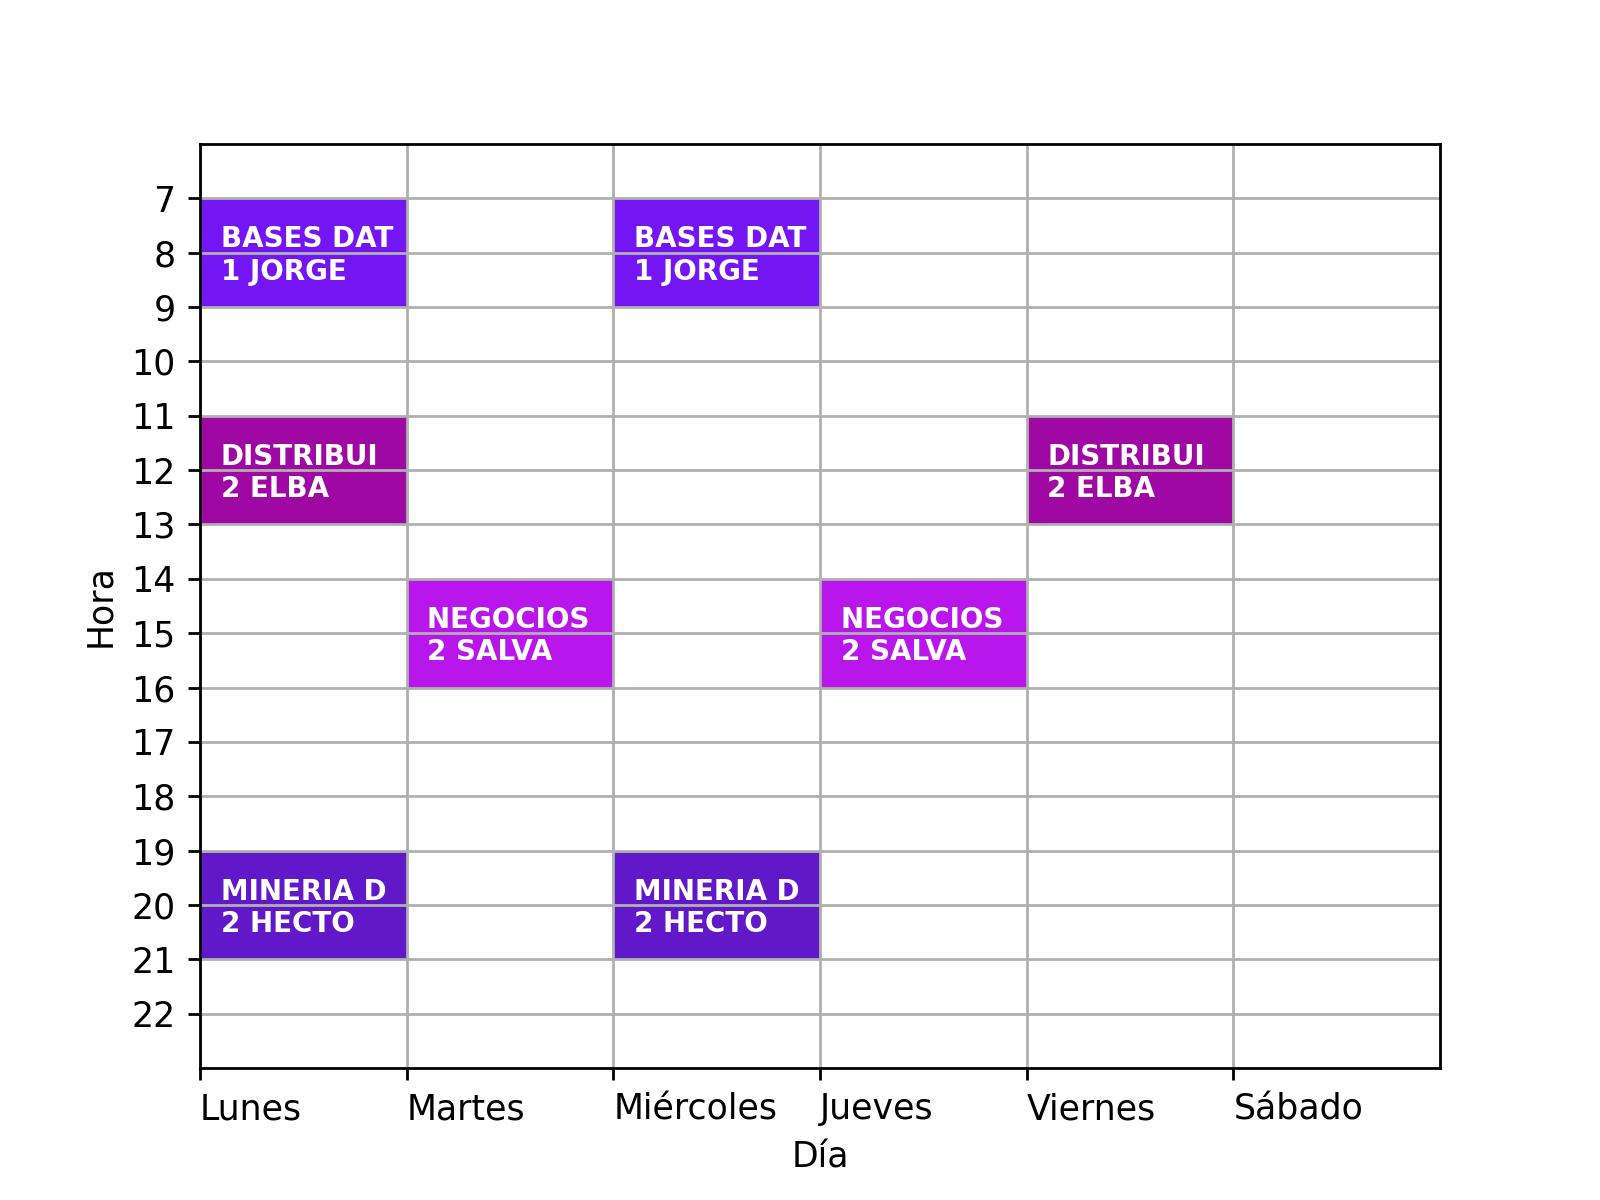 7
BASES DAT
1 JORGE
BASES DAT
1 JORGE
8
9
10
11
DISTRIBUI
2 ELBA
DISTRIBUI
2 ELBA
12
13
Hora
14
NEGOCIOS
2 SALVA
NEGOCIOS
2 SALVA
15
16
17
18
19
MINERIA D
2 HECTO
MINERIA D
2 HECTO
20
21
22
Lunes Martes Miércoles Jueves Viernes Sábado
Día